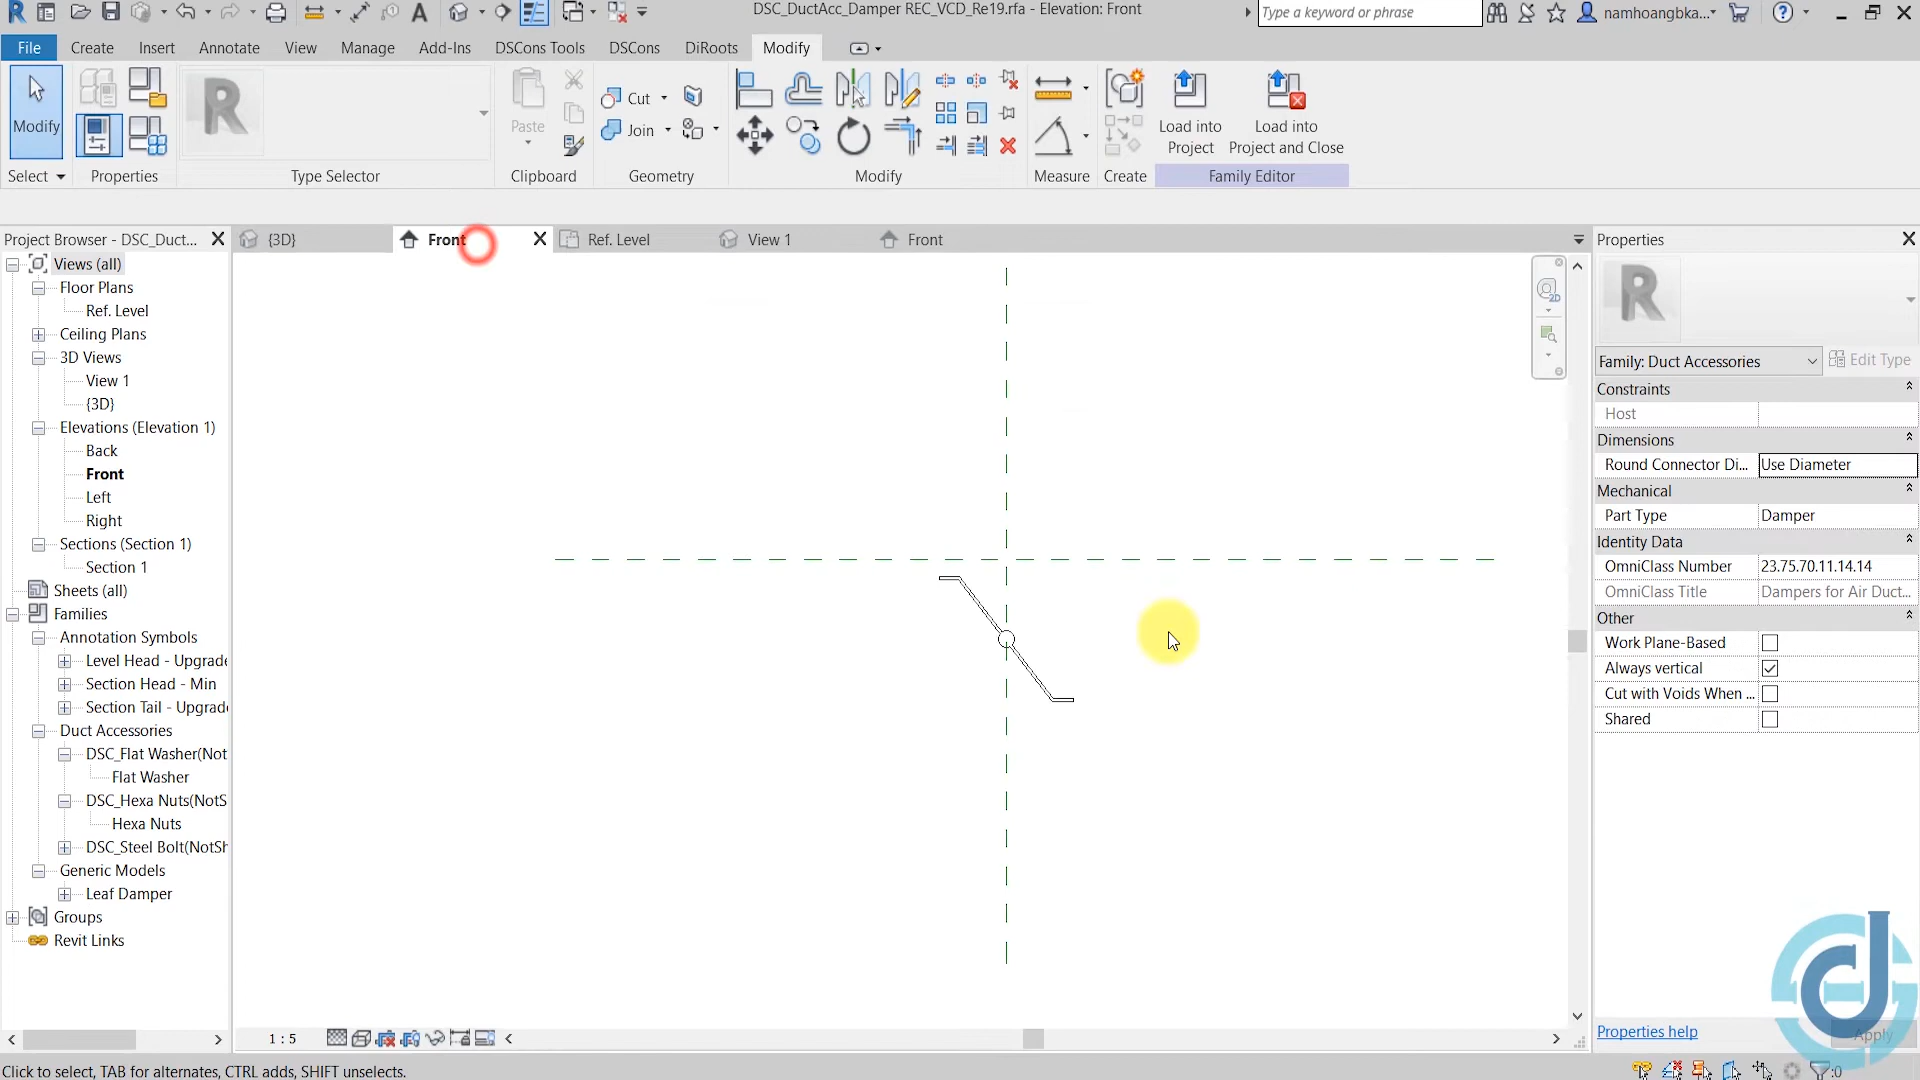 DSC_DuctAcc_Damper REC_VCD_Re19.rfa - Elevation: Front
Type a keyword or phrase
namhoangbka...
File
Create
Insert
Annotate
View
Manage
Add-Ins
DSCons Tools
DSCons
DiRoots
Modify
Modify
Paste
Cut
Join
Load into
Project
Load into
Project and Close
Select
Properties
Type Selector
Clipboard
Geometry
Modify
Measure
Create
Family Editor
Project Browser - DSC_Duct...
Views (all)
Floor Plans
Ref. Level
Ceiling Plans
3D Views
View 1
{3D}
Elevations (Elevation 1)
Back
Front
Left
Right
Sections (Section 1)
Section 1
Sheets (all)
Families
Annotation Symbols
Level Head - Upgrade
Section Head - Min
Section Tail - Upgrade
Duct Accessories
DSC_Flat Washer(Not
Flat Washer
DSC_Hexa Nuts(NotS
Hexa Nuts
DSC_Steel Bolt(NotSh
Generic Models
Leaf Damper
Groups
Revit Links
{3D}
Front
Ref. Level
View 1
Front
2D
1 : 5
Properties
Family: Duct Accessories
Edit Type
Constraints
Host
Dimensions
Round Connector Di...
Use Diameter
Mechanical
Part Type
Damper
Identity Data
OmniClass Number
23.75.70.11.14.14
OmniClass Title
Dampers for Air Duct...
Other
Work Plane-Based
Always vertical
Cut with Voids When ...
Shared
Properties help
Apply
Click to select, TAB for alternates, CTRL adds, SHIFT unselects.
:0